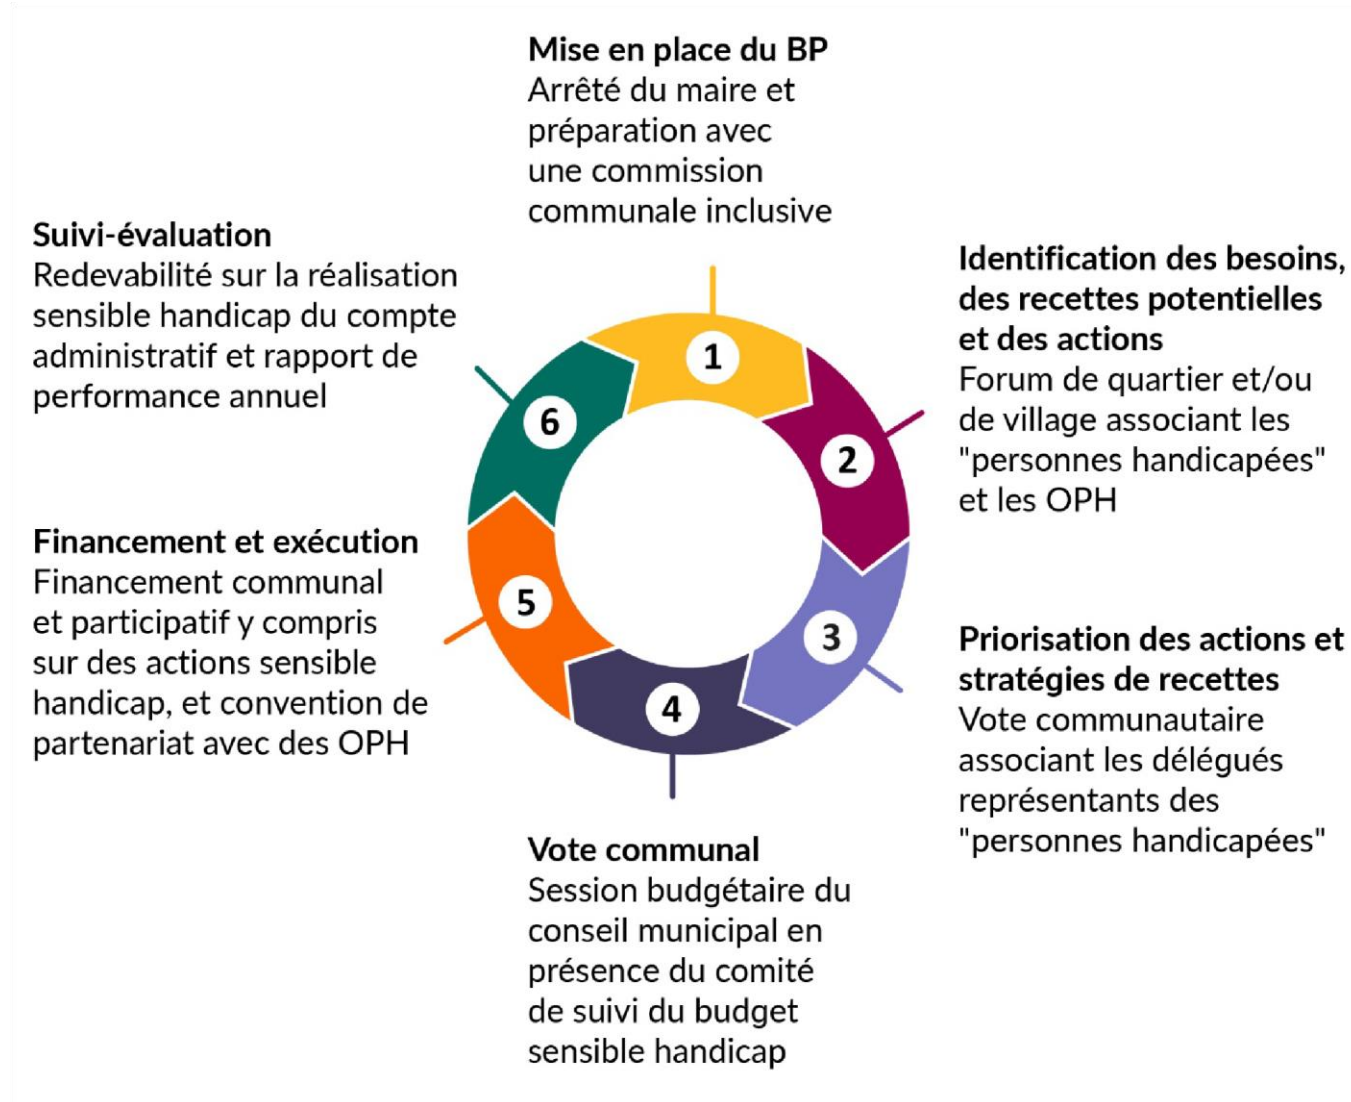 Mise en place du BP
Arrêté du maire et
préparation avec
une commission
communale inclusive
1
Identification des besoins,
des recettes potentielles
et des actions
Forum de quartier et/ou
de village associant les
"personnes handicapées"
et les OPH
2
Priorisation des actions et
stratégies de recettes
Vote communautaire
associant les délégués
représentants des
"personnes handicapées"
3
Vote communal
Session budgétaire du
conseil municipal en
présence du comité
de suivi du budget
sensible handicap
4
Financement et exécution
Financement communal
et participatif y compris
sur des actions sensible
handicap, et convention de
partenariat avec des OPH
5
Suivi-évaluation
Redevabilité sur la réalisation
sensible handicap du compte
administratif et rapport de
performance annuel
6